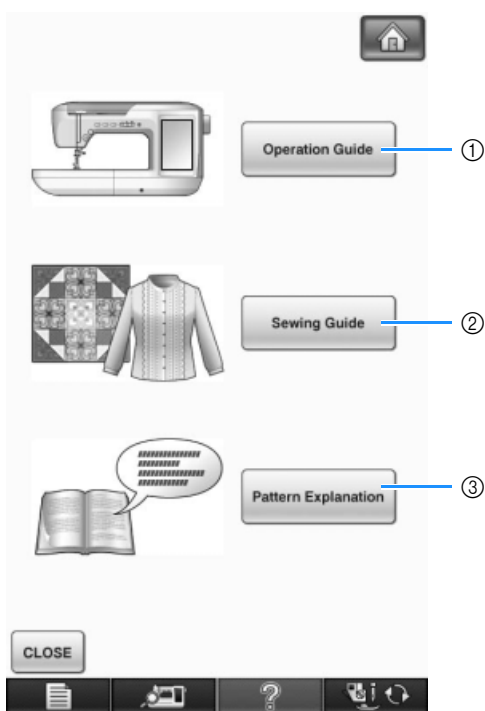 Operation Guide
①
Sewing Guide
②
Pattern Explanation
③
CLOSE